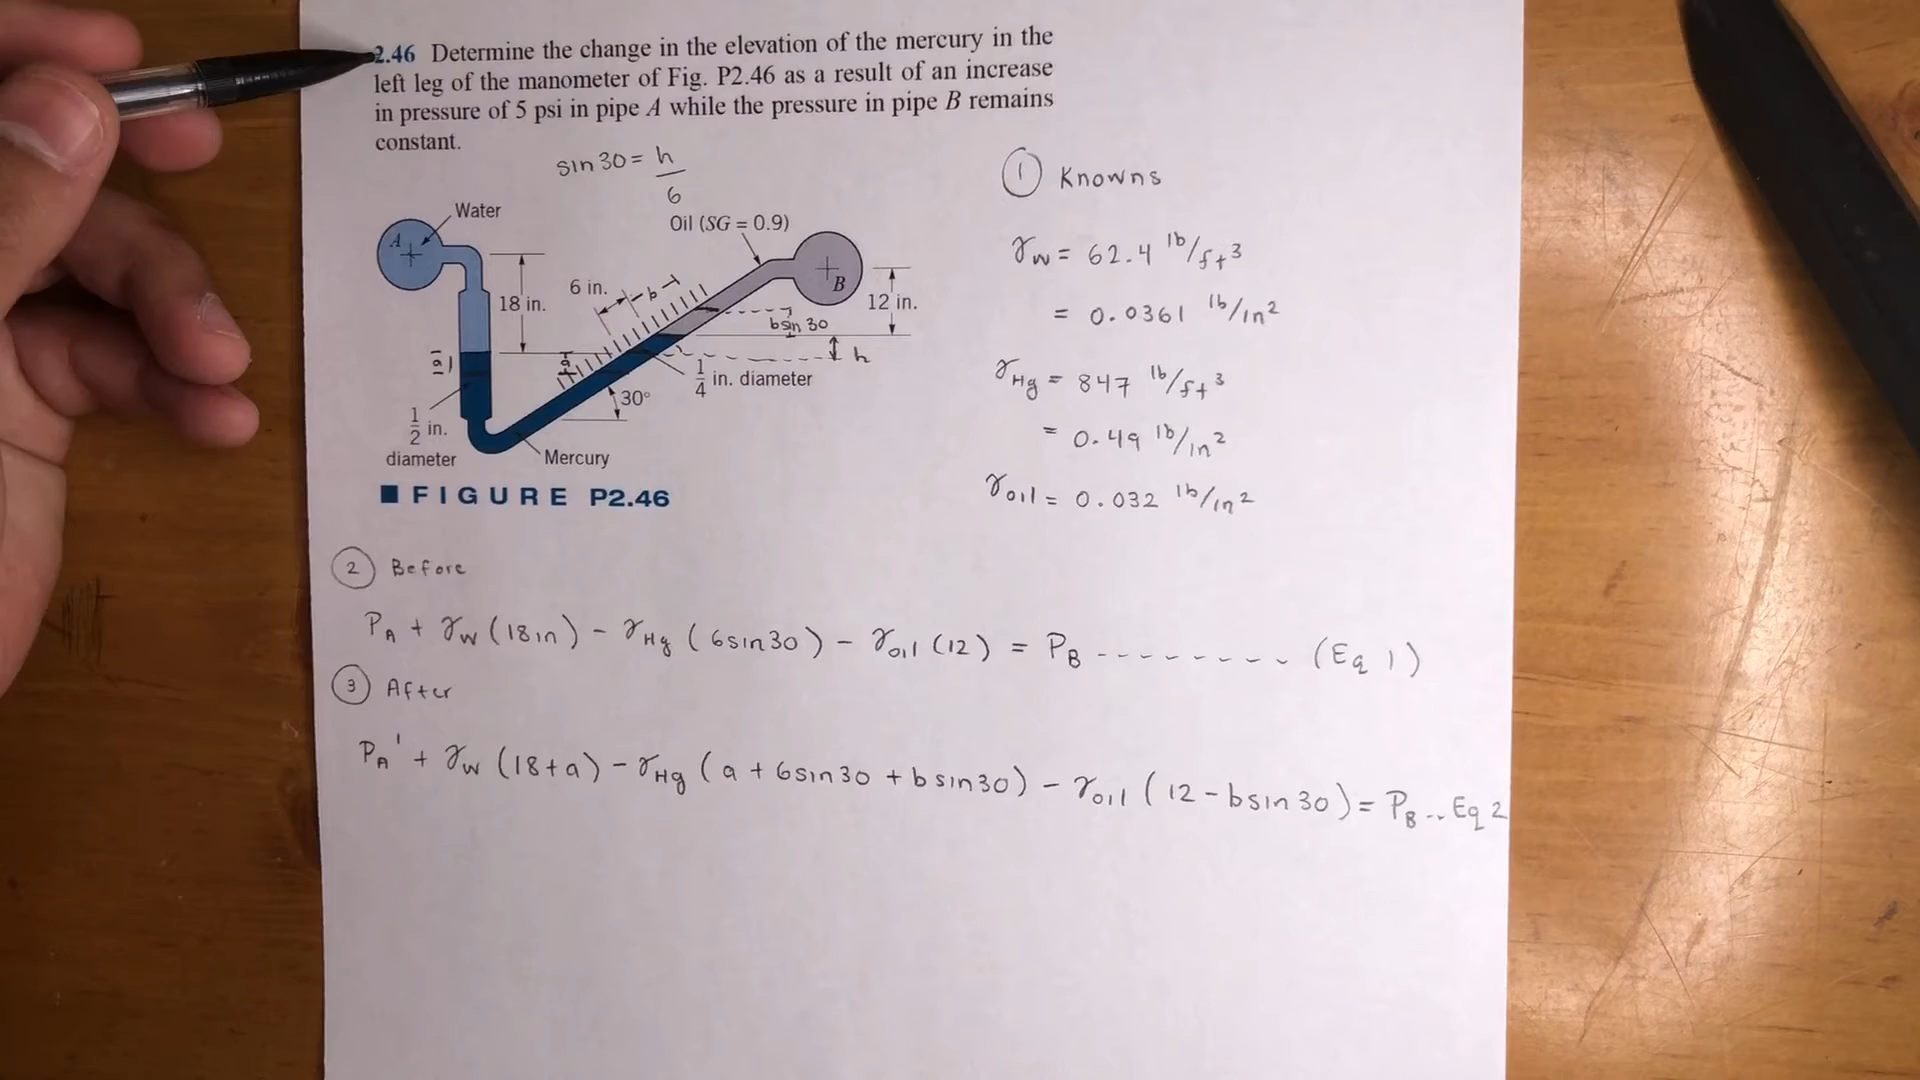 2.46 Determine the change in the elevation of the mercury in the
left leg of the manometer of Fig. P2.46 as a result of an increase
in pressure of 5 psi in pipe A while the pressure in pipe B remains
constant.
sin 30 = h
6
Water
Oil (SG = 0.9)
A
B
6 in.
b
18 in.
12 in.
b sin 30
a
a
h
1/4 in. diameter
30°
1/2 in.
diameter
Mercury
FIGURE P2.46
1 Knowns
γw = 62.4 lb/ft3
= 0.0361 lb/in2
γHg = 847 lb/ft3
= 0.49 lb/in2
γoil = 0.032 lb/in2
2 Before
PA + γw (18in) - γHg (6sin30) - γoil (12) = PB -------- (Eq 1)
3 After
PA' + γw (18+a) - γHg (a + 6sin30 + bsin30) - γoil (12 - bsin30) = PB -- Eq 2